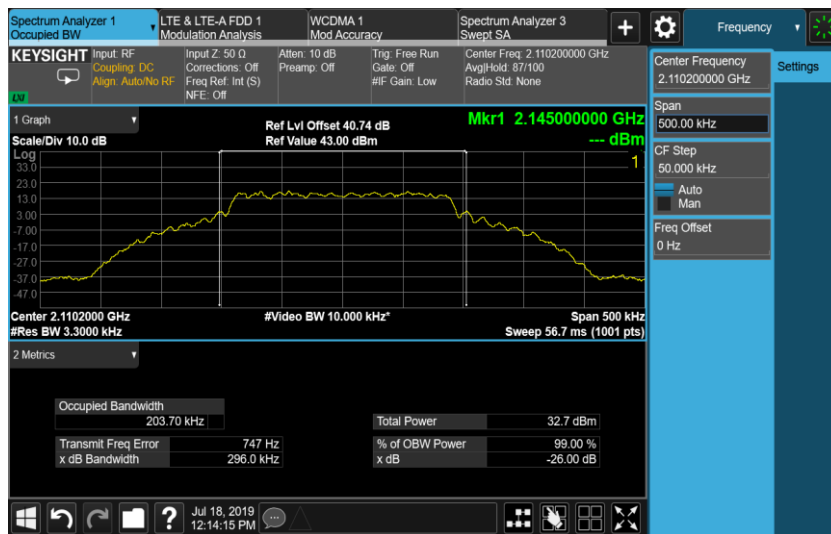 Spectrum Analyzer 1
Occupied BW
LTE & LTE-A FDD 1
Modulation Analysis
WCDMA 1
Mod Accuracy
Spectrum Analyzer 3
Swept SA
+
Frequency
KEYSIGHT
Input: RF
Coupling: DC
Align: Auto/No RF
Input Z: 50 Ω
Corrections: Off
Freq Ref: Int (S)
NFE: Off
Atten: 10 dB
Preamp: Off
Trig: Free Run
Gate: Off
#IF Gain: Low
Center Freq: 2.110200000 GHz
Avg|Hold: 87/100
Radio Std: None
LXI
Center Frequency
2.110200000 GHz
Settings
Span
500.00 kHz
CF Step
50.000 kHz
Auto
Man
Freq Offset
0 Hz
1 Graph
Scale/Div 10.0 dB
Ref Lvl Offset 40.74 dB
Ref Value 43.00 dBm
Mkr1 2.145000000 GHz
--- dBm
Log
1
33.0
23.0
13.0
3.00
-7.00
-17.0
-27.0
-37.0
-47.0
Center 2.1102000 GHz
#Video BW 10.000 kHz*
Span 500 kHz
#Res BW 3.3000 kHz
Sweep 56.7 ms (1001 pts)
2 Metrics
Occupied Bandwidth
203.70 kHz
Total Power 32.7 dBm
Transmit Freq Error 747 Hz
% of OBW Power 99.00 %
x dB Bandwidth 296.0 kHz
x dB -26.00 dB
?
Jul 18, 2019
12:14:15 PM